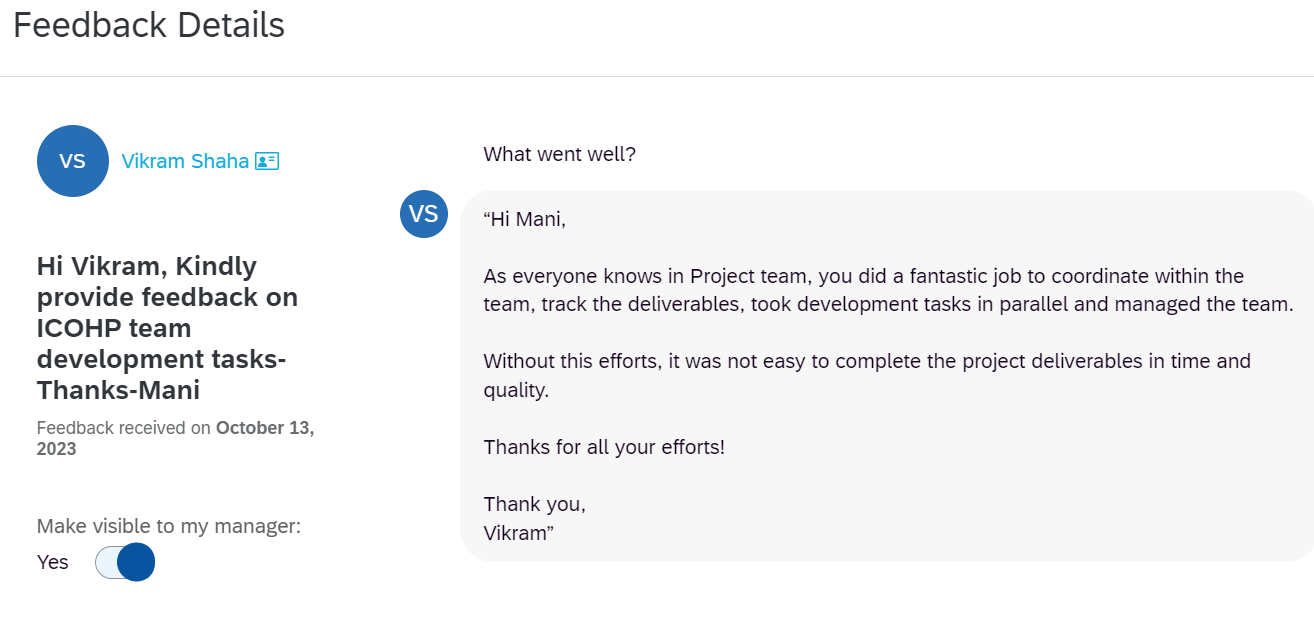 Feedback Details
VS
Vikram Shaha
Hi Vikram, Kindly
provide feedback on
ICOHP team
development tasks-
Thanks-Mani
Feedback received on October 13,
2023
Make visible to my manager:
Yes
What went well?
VS
“Hi Mani,
As everyone knows in Project team, you did a fantastic job to coordinate within the
team, track the deliverables, took development tasks in parallel and managed the team.
Without this efforts, it was not easy to complete the project deliverables in time and
quality.
Thanks for all your efforts!
Thank you,
Vikram”